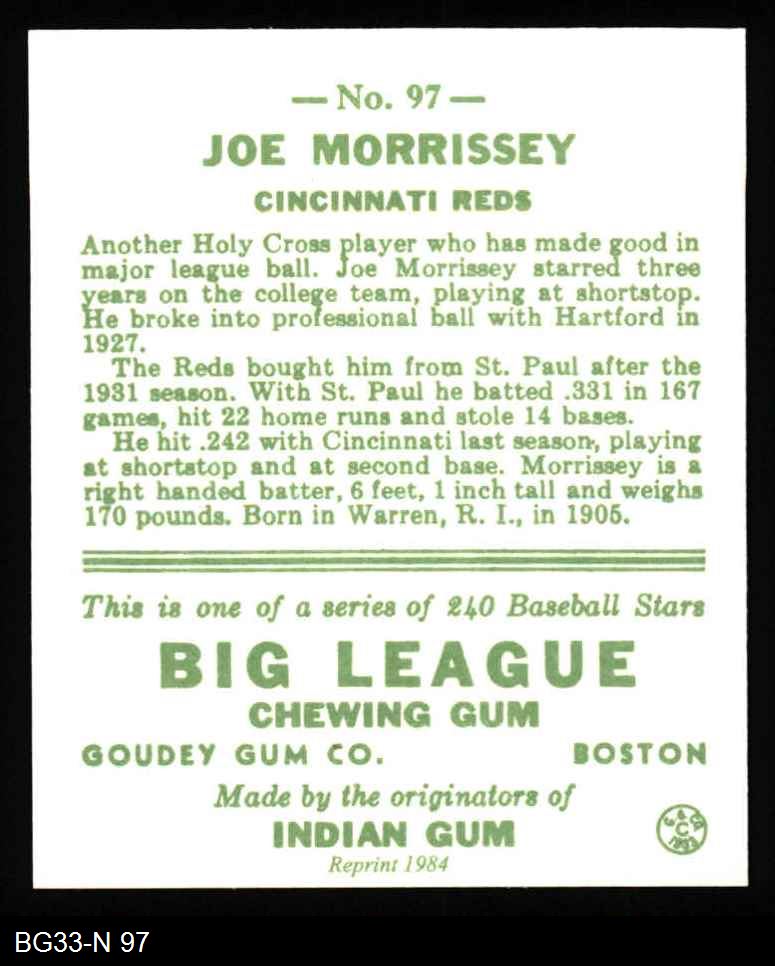 — No. 97 —
JOE MORRISSEY
CINCINNATI REDS
Another Holy Cross player who has made good in
major league ball. Joe Morrissey starred three
years on the college team, playing at shortstop.
He broke into professional ball with Hartford in
1927.
The Reds bought him from St. Paul after the
1931 season. With St. Paul he batted .331 in 167
games, hit 22 home runs and stole 14 bases.
He hit .242 with Cincinnati last season, playing
at shortstop and at second base. Morrissey is a
right handed batter, 6 feet, 1 inch tall and weighs
170 pounds. Born in Warren, R. I., in 1905.
This is one of a series of 240 Baseball Stars
BIG LEAGUE
CHEWING GUM
GOUDEY GUM CO. BOSTON
Made by the originators of
INDIAN GUM
Reprint 1984
G & CO
C
1933
BG33-N 97